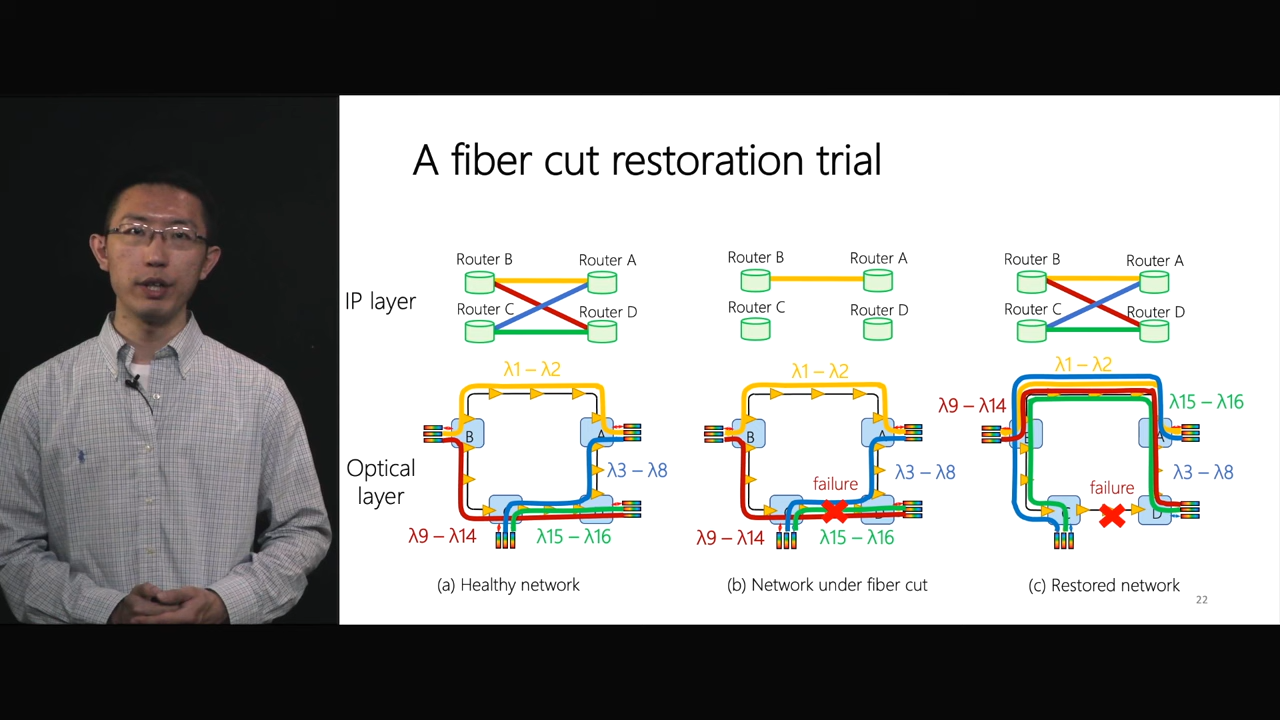 A fiber cut restoration trial
IP layer
Router B
Router A
Router C
Router D
Router B
Router A
Router C
Router D
Router B
Router A
Router C
Router D
Optical layer
λ1 – λ2
B
A
λ3 – λ8
λ9 – λ14
λ15 – λ16
λ1 – λ2
B
A
λ3 – λ8
failure
λ9 – λ14
λ15 – λ16
λ1 – λ2
λ9 – λ14
λ15 – λ16
λ3 – λ8
failure
D
(a) Healthy network
(b) Network under fiber cut
(c) Restored network
22